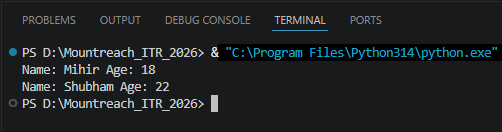 PROBLEMS OUTPUT DEBUG CONSOLE TERMINAL PORTS
PS D:\Mountreach_ITR_2026> & "C:\Program Files\Python314\python.exe"
Name: Mihir Age: 18
Name: Shubham Age: 22
PS D:\Mountreach_ITR_2026>